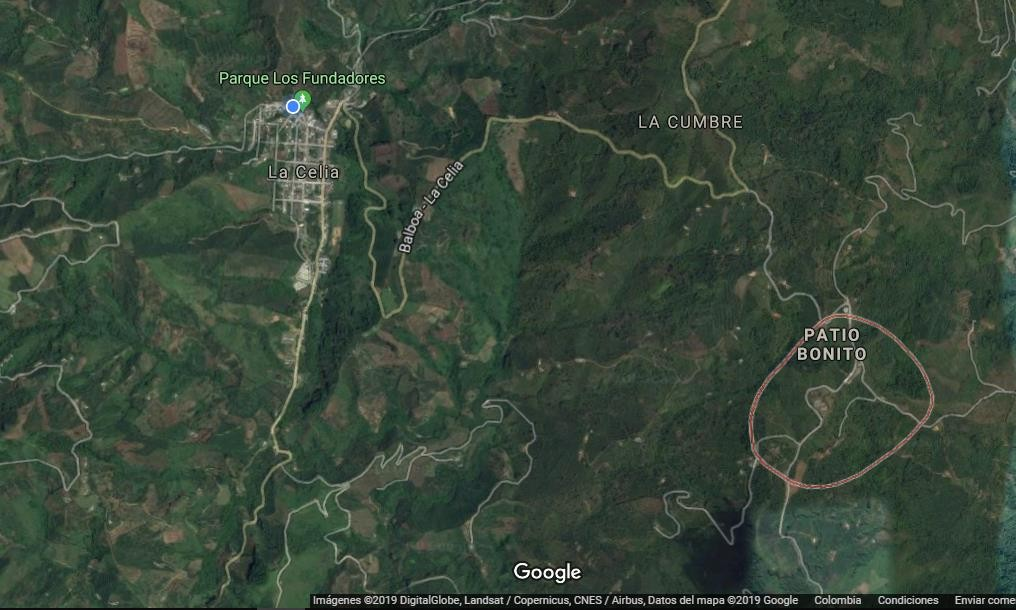 Parque Los Fundadores
LA CUMBRE
La Celia
Balboa - La Celia
PATIO
BONITO
Google
Imágenes ©2019 DigitalGlobe, Landsat / Copernicus, CNES / Airbus, Datos del mapa ©2019 Google Colombia Condiciones Enviar come